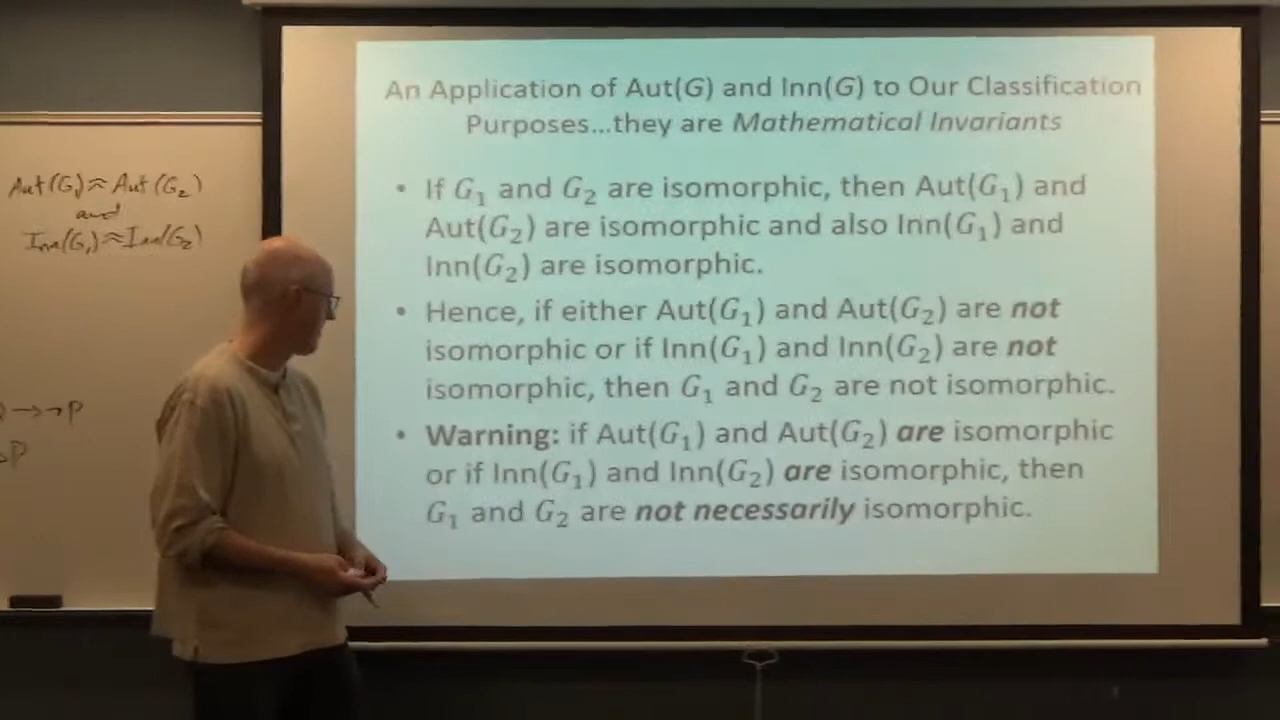 An Application of Aut(G) and Inn(G) to Our Classification
Purposes...they are Mathematical Invariants
• If G₁ and G₂ are isomorphic, then Aut(G₁) and
Aut(G₂) are isomorphic and also Inn(G₁) and
Inn(G₂) are isomorphic.
• Hence, if either Aut(G₁) and Aut(G₂) are not
isomorphic or if Inn(G₁) and Inn(G₂) are not
isomorphic, then G₁ and G₂ are not isomorphic.
• Warning: if Aut(G₁) and Aut(G₂) are isomorphic
or if Inn(G₁) and Inn(G₂) are isomorphic, then
G₁ and G₂ are not necessarily isomorphic.
Aut(G₁) ≈ Aut(G₂)
and
Inn(G₁) ≈ Inn(G₂)
→ ¬P
P